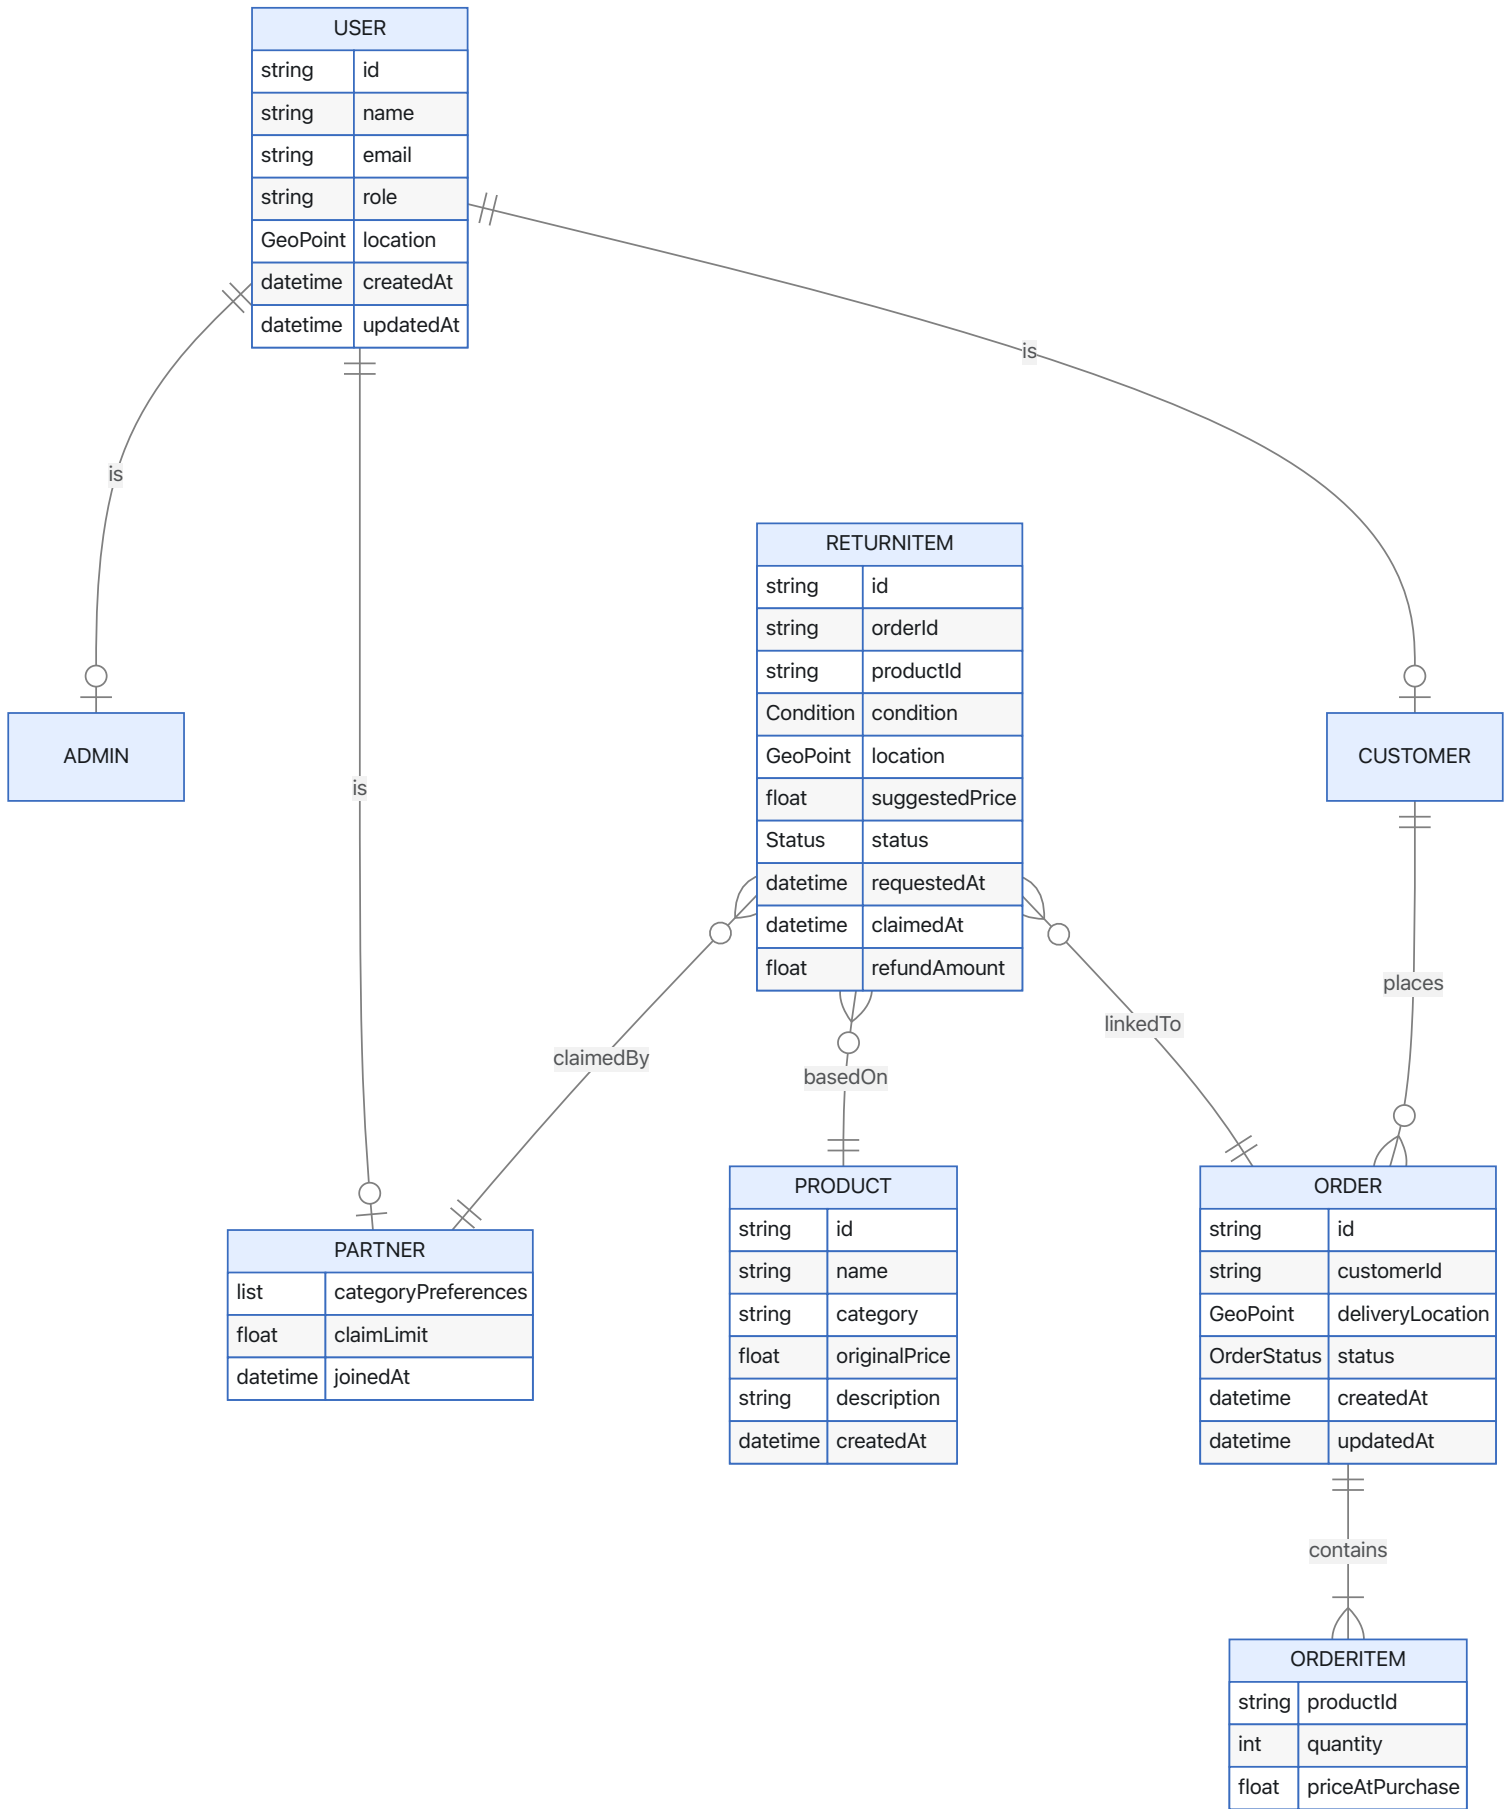 USER
string id
string name
string email
string role
GeoPoint location
datetime createdAt
datetime updatedAt
is
is
is
RETURNITEM
string id
string orderId
string productId
Condition condition
GeoPoint location
float suggestedPrice
Status status
datetime requestedAt
datetime claimedAt
float refundAmount
ADMIN
CUSTOMER
claimedBy
basedOn
linkedTo
places
PARTNER
list categoryPreferences
float claimLimit
datetime joinedAt
PRODUCT
string id
string name
string category
float originalPrice
string description
datetime createdAt
ORDER
string id
string customerId
GeoPoint deliveryLocation
OrderStatus status
datetime createdAt
datetime updatedAt
contains
ORDERITEM
string productId
int quantity
float priceAtPurchase